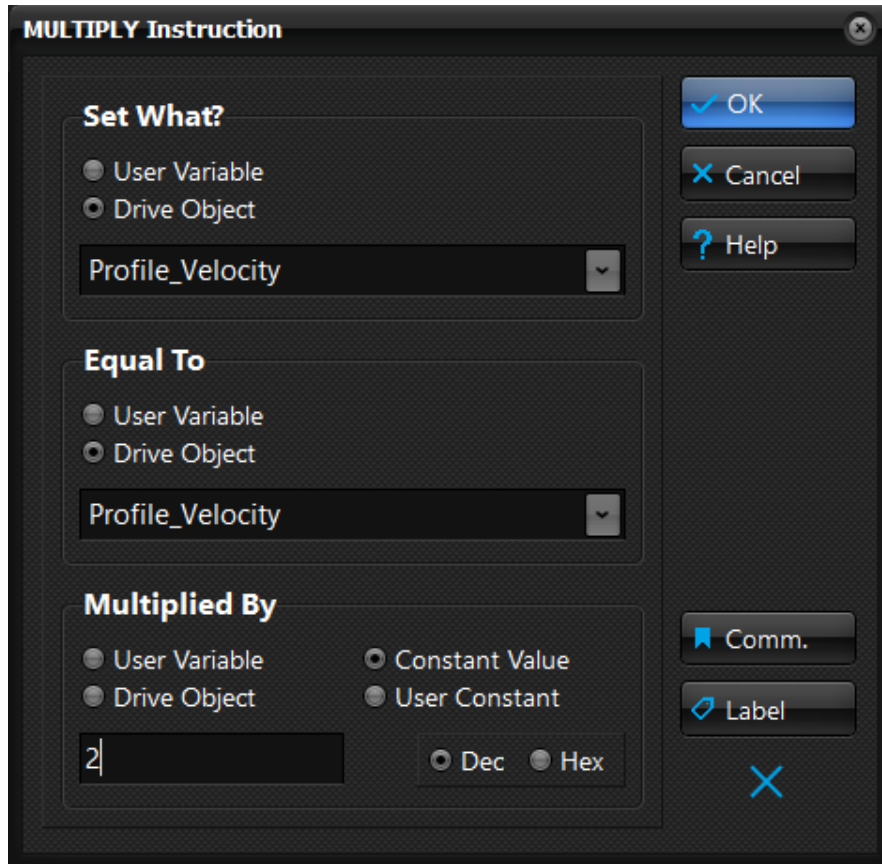 MULTIPLY Instruction
Set What?
User Variable
Drive Object
Profile_Velocity
Equal To
User Variable
Drive Object
Profile_Velocity
Multiplied By
User Variable
Constant Value
Drive Object
User Constant
2
Dec
Hex
OK
Cancel
? Help
Comm.
Label